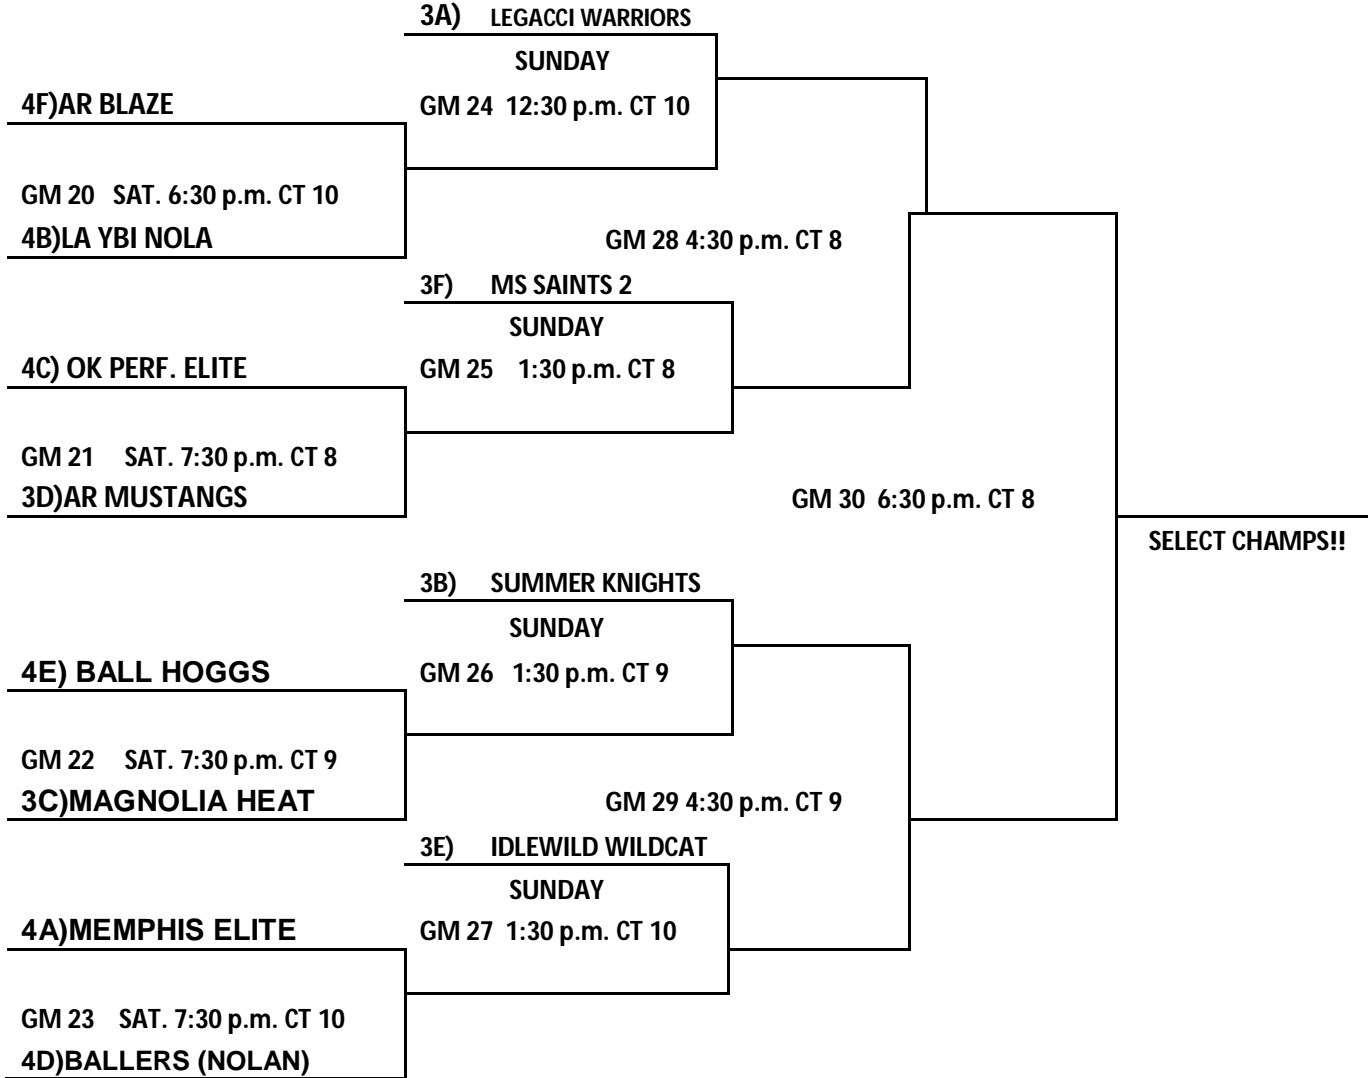 3A) LEGACCI WARRIORS
SUNDAY
4F)AR BLAZE
GM 24 12:30 p.m. CT 10
GM 20 SAT. 6:30 p.m. CT 10
4B)LA YBI NOLA
GM 28 4:30 p.m. CT 8
3F) MS SAINTS 2
SUNDAY
4C) OK PERF. ELITE
GM 25 1:30 p.m. CT 8
GM 21 SAT. 7:30 p.m. CT 8
3D)AR MUSTANGS
GM 30 6:30 p.m. CT 8
SELECT CHAMPS!!
3B) SUMMER KNIGHTS
SUNDAY
4E) BALL HOGGS
GM 26 1:30 p.m. CT 9
GM 22 SAT. 7:30 p.m. CT 9
3C)MAGNOLIA HEAT
GM 29 4:30 p.m. CT 9
3E) IDLEWILD WILDCAT
SUNDAY
4A)MEMPHIS ELITE
GM 27 1:30 p.m. CT 10
GM 23 SAT. 7:30 p.m. CT 10
4D)BALLERS (NOLAN)